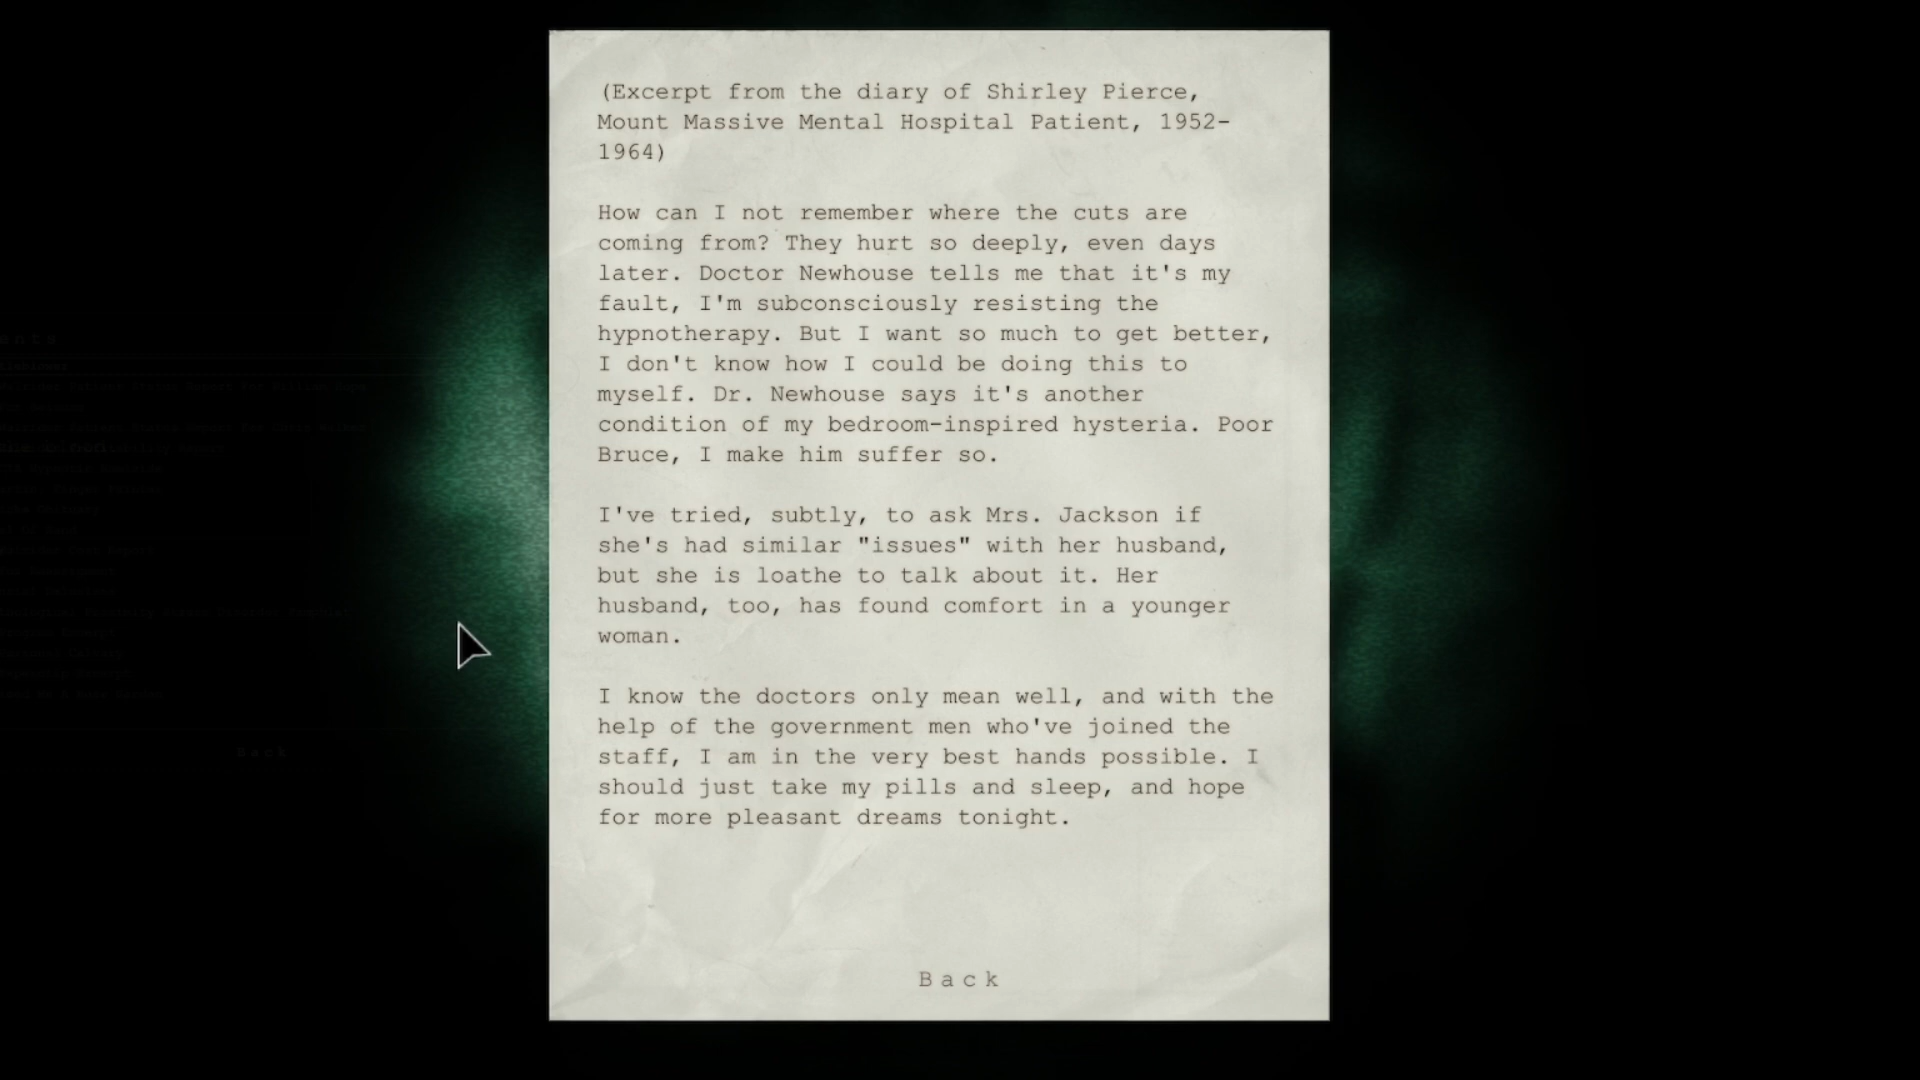 (Excerpt from the diary of Shirley Pierce,
Mount Massive Mental Hospital Patient, 1952-
1964)
How can I not remember where the cuts are
coming from? They hurt so deeply, even days
later. Doctor Newhouse tells me that it's my
fault, I'm subconsciously resisting the
hypnotherapy. But I want so much to get better,
I don't know how I could be doing this to
myself. Dr. Newhouse says it's another
condition of my bedroom-inspired hysteria. Poor
Bruce, I make him suffer so.
I've tried, subtly, to ask Mrs. Jackson if
she's had similar "issues" with her husband,
but she is loathe to talk about it. Her
husband, too, has found comfort in a younger
woman.
I know the doctors only mean well, and with the
help of the government men who've joined the
staff, I am in the very best hands possible. I
should just take my pills and sleep, and hope
for more pleasant dreams tonight.
Back
Back